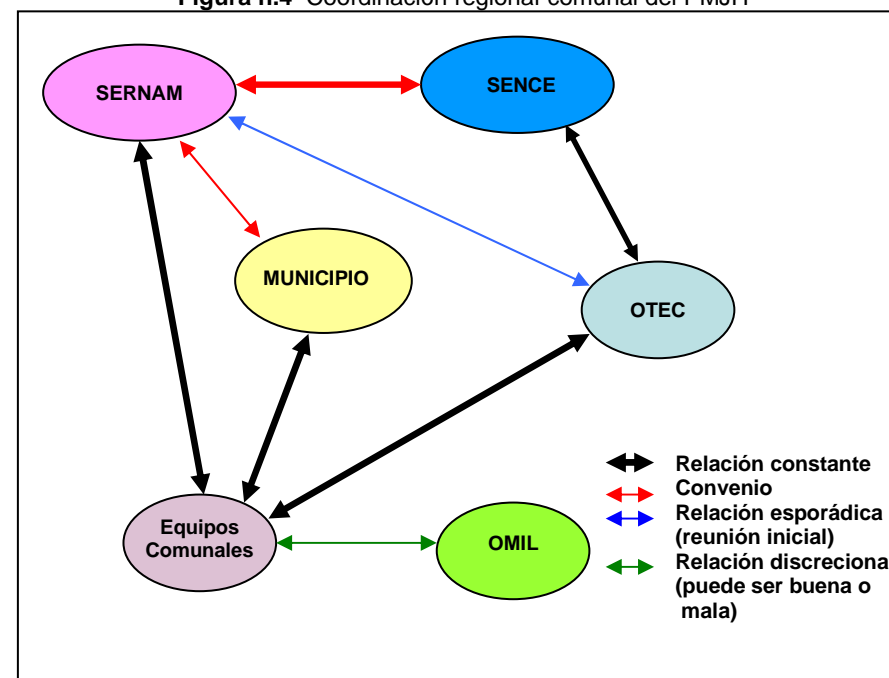 Figura n.4 Coordinación regional comunal del PMJH
SERNAM
SENCE
MUNICIPIO
OTEC
Equipos
Comunales
OMIL
Relación constante
Convenio
Relación esporádica
(reunión inicial)
Relación discreciona
(puede ser buena o
mala)